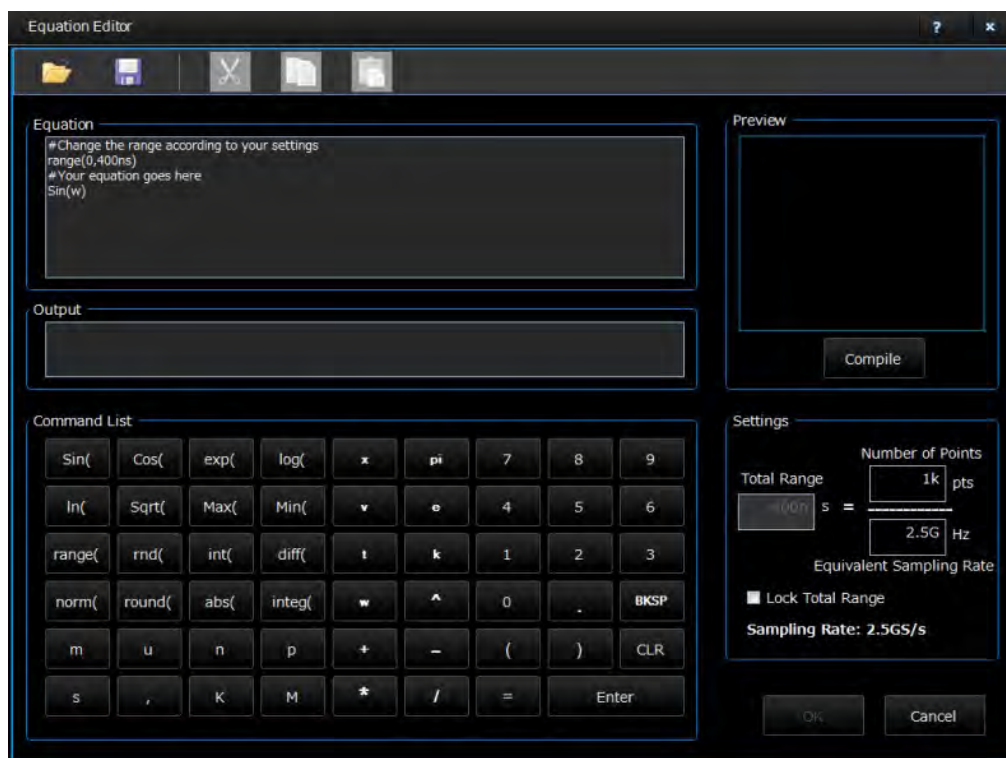 Equation Editor ? x
Equation
#Change the range according to your settings
range(0,400ns)
#Your equation goes here
Sin(w)
Output
Preview
Compile
Command List
Sin( Cos( exp( log( x pi 7 8 9
ln( Sqrt( Max( Min( v e 4 5 6
range( rnd( int( diff( t k 1 2 3
norm( round( abs( integ( w ^ 0 . BKSP
m u n p + - ( ) CLR
s , K M * / = Enter
Settings
Number of Points
Total Range 1k pts
400n s =
2.5G Hz
Equivalent Sampling Rate
Lock Total Range
Sampling Rate: 2.5GS/s
OK Cancel